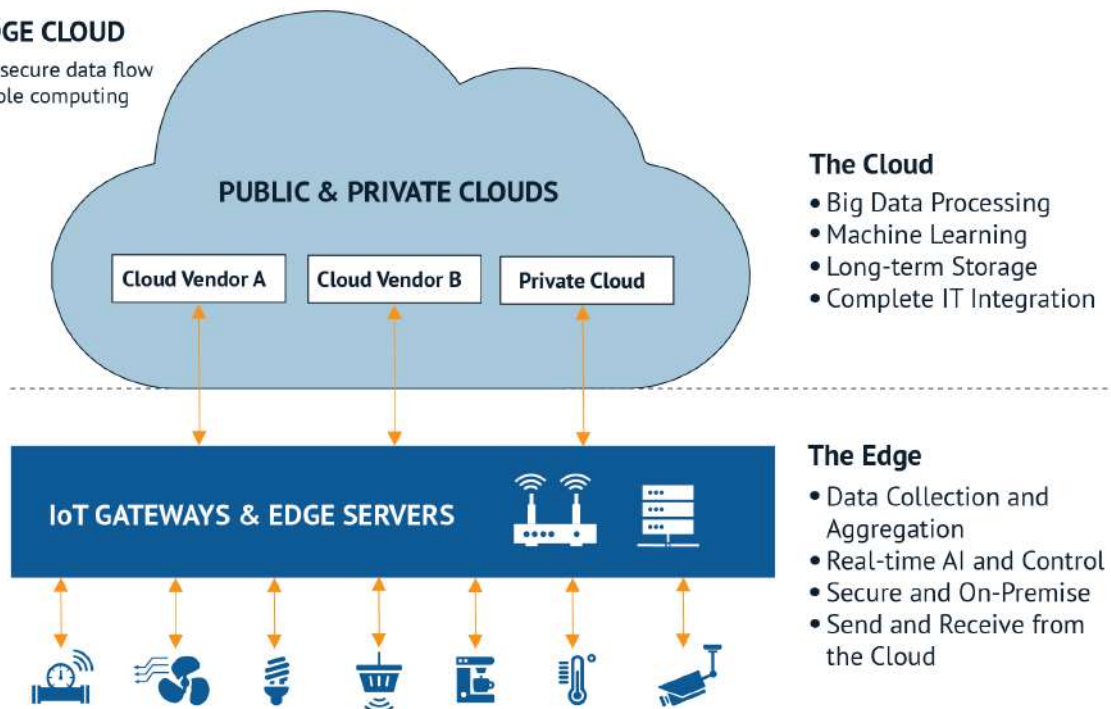 CLOUD
secure data flow
computing
PUBLIC & PRIVATE CLOUDS
Cloud Vendor A
Cloud Vendor B
Private Cloud
The Cloud
• Big Data Processing
• Machine Learning
• Long-term Storage
• Complete IT Integration
IoT GATEWAYS & EDGE SERVERS
The Edge
• Data Collection and
Aggregation
• Real-time AI and Control
• Secure and On-Premise
• Send and Receive from
the Cloud